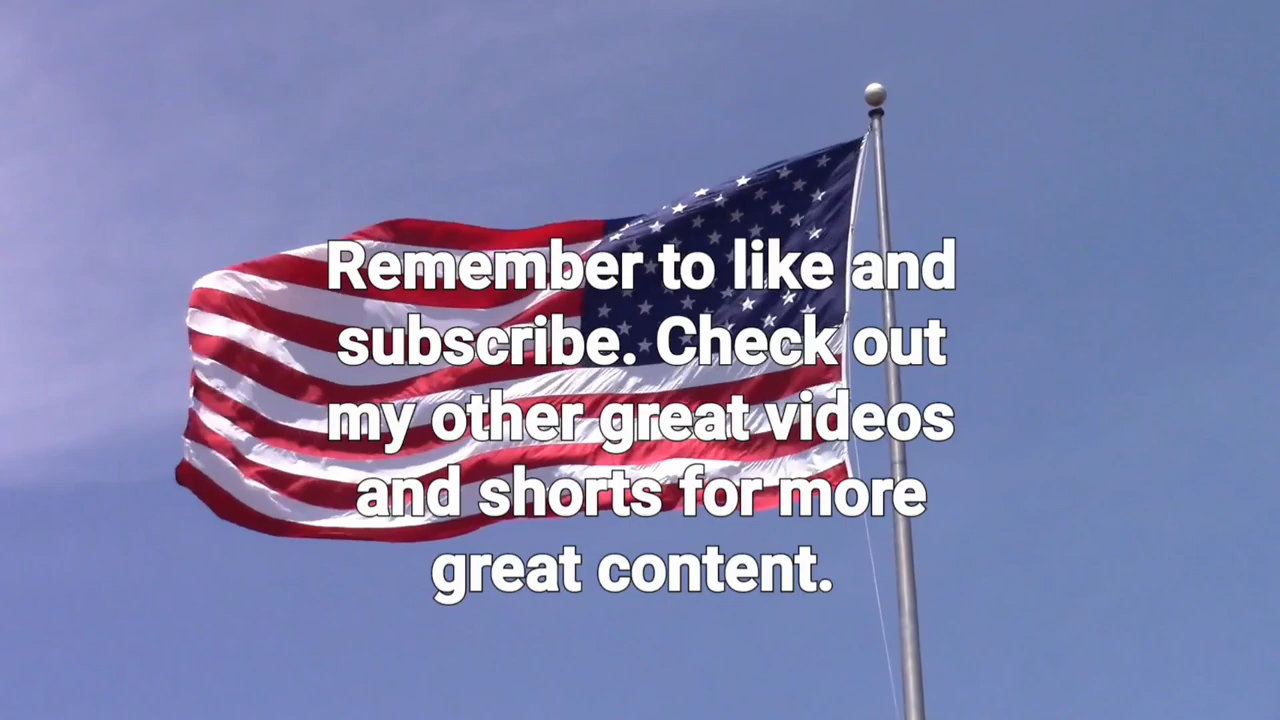 Remember to like and
subscribe. Check out
my other great videos
and shorts for more
great content.